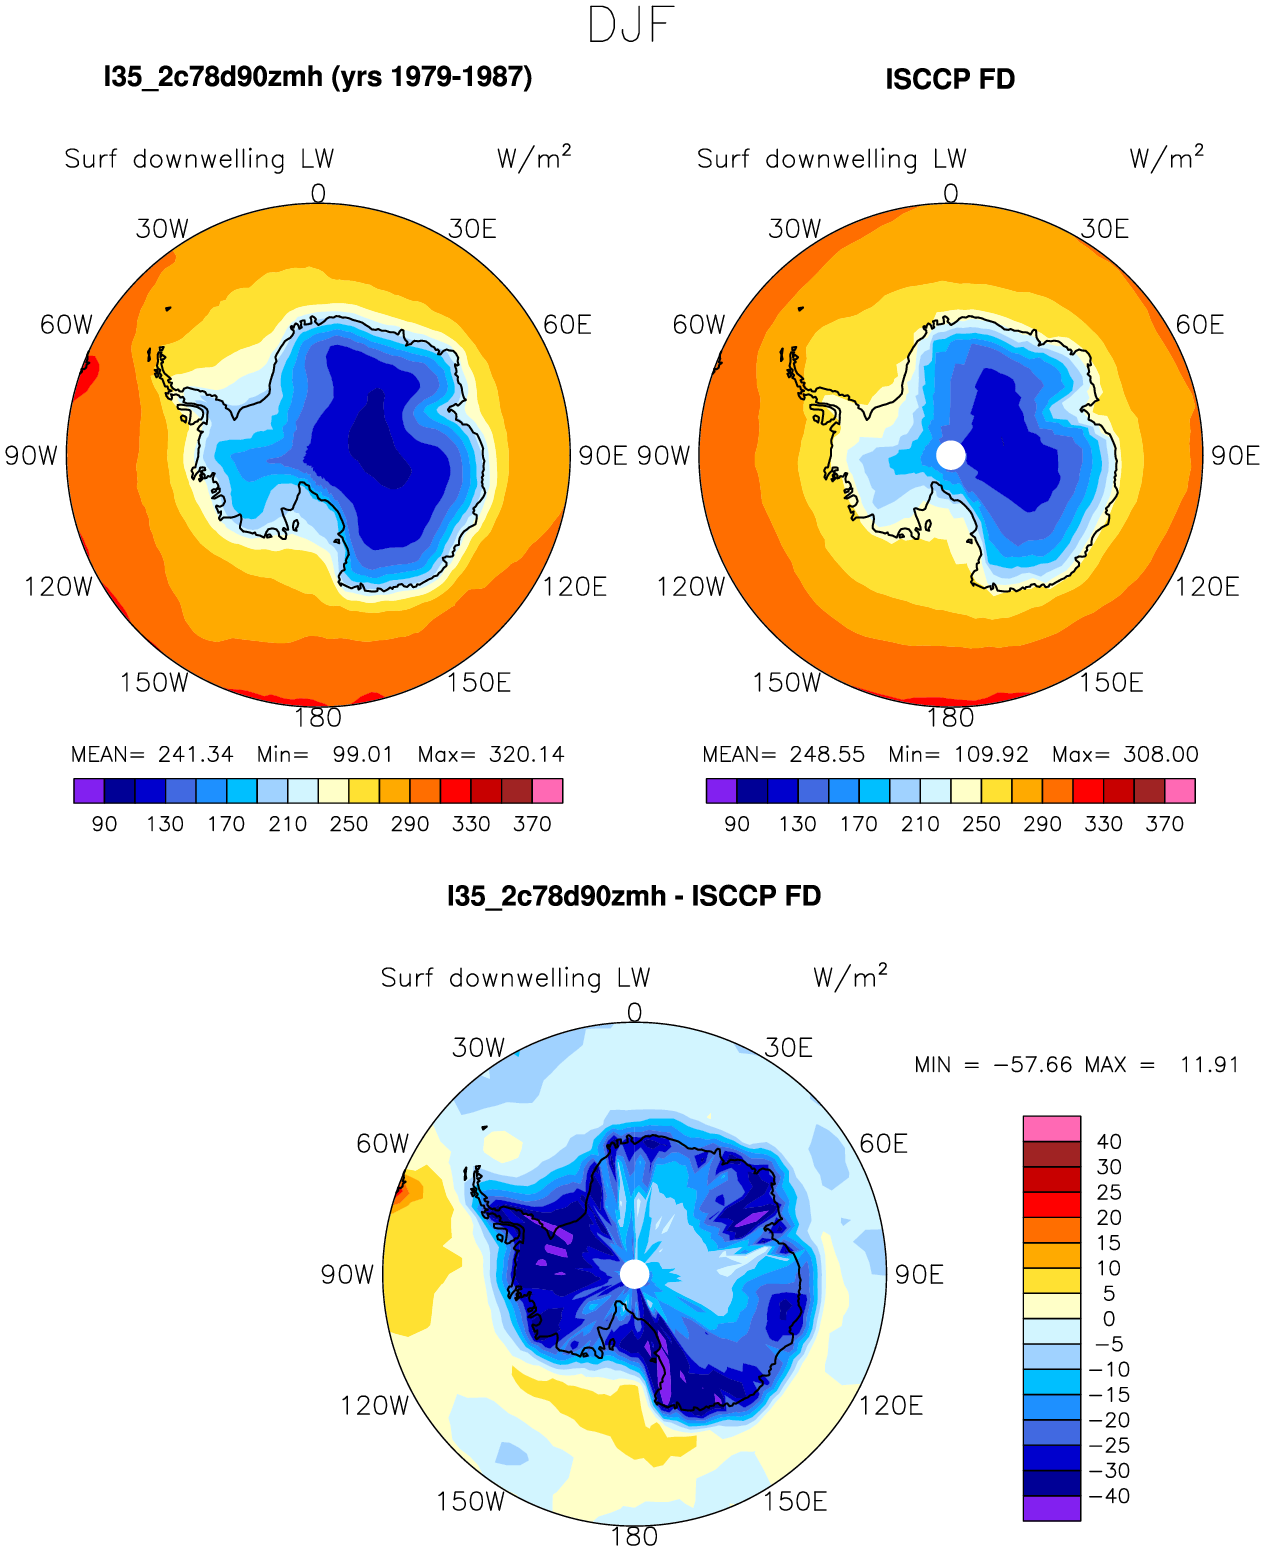 DJF
I35_2c78d90zmh (yrs 1979-1987)
ISCCP FD
Surf downwelling LW W/m²
Surf downwelling LW W/m²
0
30W 30E
60W 60E
90W 90E
120W 120E
150W 150E
180
0
30W 30E
60W 60E
90W 90E
120W 120E
150W 150E
180
MEAN= 241.34 Min= 99.01 Max= 320.14
90 130 170 210 250 290 330 370
MEAN= 248.55 Min= 109.92 Max= 308.00
90 130 170 210 250 290 330 370
I35_2c78d90zmh - ISCCP FD
Surf downwelling LW W/m²
0
30W 30E
60W 60E
90W 90E
120W 120E
150W 150E
180
MIN = -57.66 MAX = 11.91
40
30
25
20
15
10
5
0
-5
-10
-15
-20
-25
-30
-40